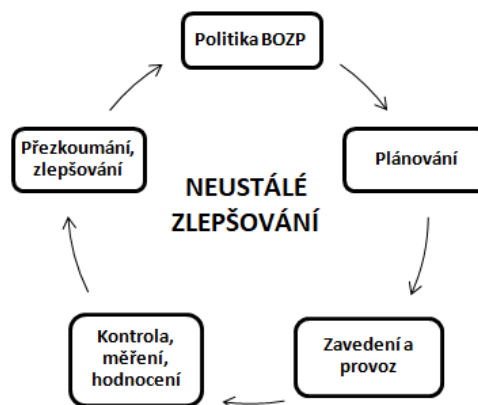 Politika BOZP
Plánování
Zavedení a
provoz
Kontrola,
měření,
hodnocení
Přezkoumání,
zlepšování
NEUSTÁLÉ
ZLEPŠOVÁNÍ